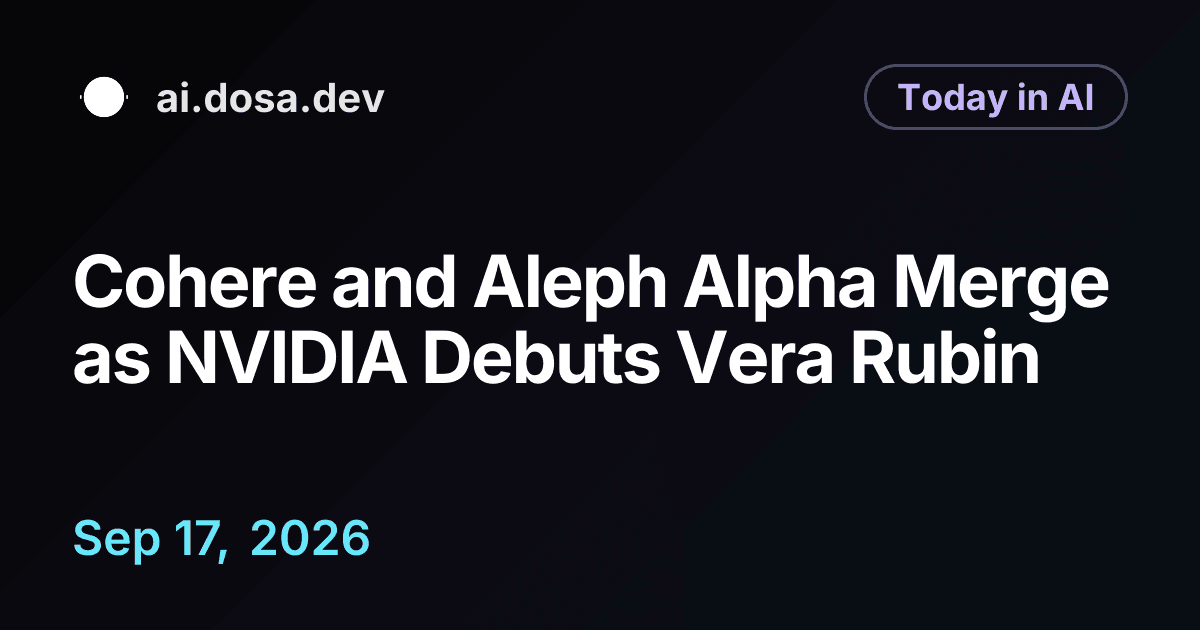 ai.dosa.dev
Today in AI
Cohere and Aleph Alpha Merge
as NVIDIA Debuts Vera Rubin
Sep 17, 2026